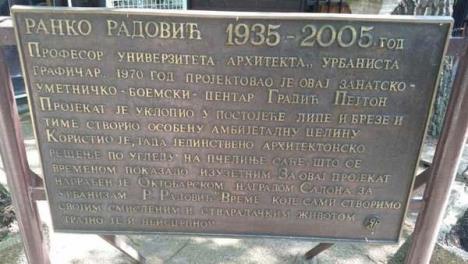 РАНКО РАДОВИЋ 1935-2005 ГОД
ПРОФЕСОР УНИВЕРЗИТЕТА АРХИТЕКТА., УРБАНИСТА
ГРАФИЧАР., 1970 ГОД ПРОЈЕКТОВАО ЈЕ ОВАЈ ЗАНАТСКО-
УМЕТНИЧКО-БОЕМСКИ-ЦЕНТАР ГРАДИЋ ПЕЈТОН
ПРОЈЕКАТ ЈЕ УКЛОПИО У ПОСТОЈЕЋЕ ЛИПЕ И БРЕЗЕ И
ТИМЕ СТВОРИО ОСОБЕНУ АМБИЈЕТАЛНУ ЦЕЛИНУ
КОРИСТИО ЈЕ, ТАДА ЈЕДИНСТВЕНО АРХИТЕКТОНСКО
РЕШЕЊЕ ПО УГЛЕДУ НА ПЧЕЛИЊЕ САЋЕ ШТО СЕ
ВРЕМЕНОМ ПОКАЗАЛО ИЗУЗЕТНИМ ЗА ОВАЈ ПРОЈЕКАТ
НАГРАЂЕН ЈЕ ОКТОБАРСКОМ НАГРАДОМ САЛОНА ЗА
УРБАНИЗАМ Р. РАДОВИЋ ВРЕМЕ КОЈЕ САМИ СТВОРИМО
СВОЈИМ СМИСЛЕНИМ И СТВАРАЛАЧКИМ ЖИВОТОМ
ТРАЈНО ЈЕ И НЕИСЦРПНО